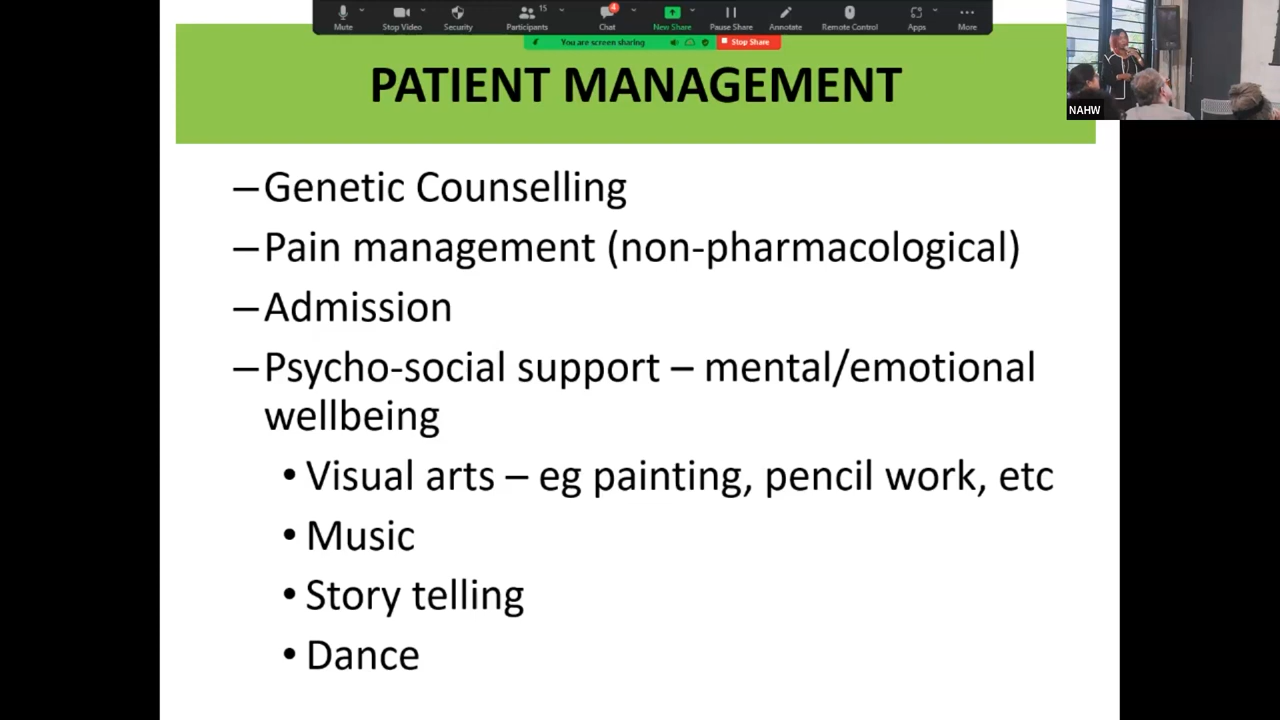 15
4
Mute
Stop Video
Security
Participants
Chat
New Share
Pause Share
Annotate
Remote Control
Apps
More
You are screen sharing
Stop Share
NAHW
PATIENT MANAGEMENT
–Genetic Counselling
–Pain management (non-pharmacological)
–Admission
–Psycho-social support – mental/emotional
wellbeing
• Visual arts – eg painting, pencil work, etc
• Music
• Story telling
• Dance